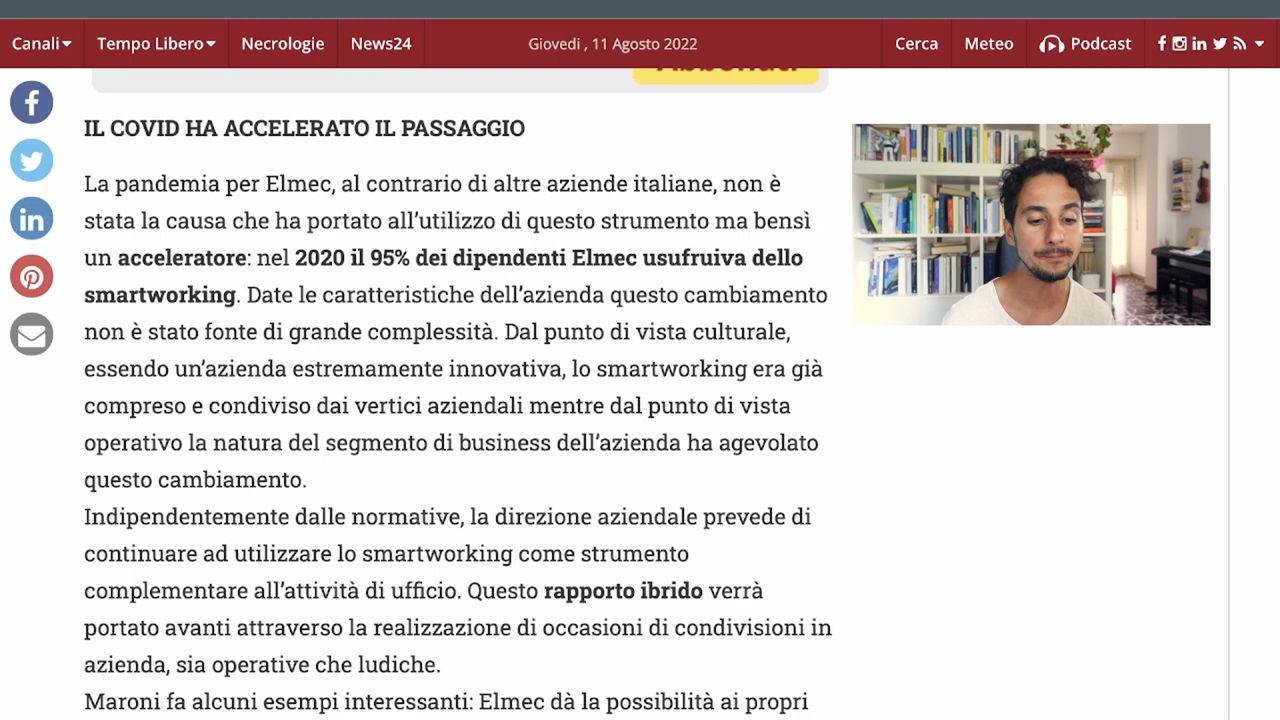 Canali
Tempo Libero
Necrologie
News24
Giovedi , 11 Agosto 2022
Cerca
Meteo
Podcast
IL COVID HA ACCELERATO IL PASSAGGIO
La pandemia per Elmec, al contrario di altre aziende italiane, non è
stata la causa che ha portato all’utilizzo di questo strumento ma bensì
un acceleratore: nel 2020 il 95% dei dipendenti Elmec usufruiva dello
smartworking. Date le caratteristiche dell’azienda questo cambiamento
non è stato fonte di grande complessità. Dal punto di vista culturale,
essendo un’azienda estremamente innovativa, lo smartworking era già
compreso e condiviso dai vertici aziendali mentre dal punto di vista
operativo la natura del segmento di business dell’azienda ha agevolato
questo cambiamento.
Indipendentemente dalle normative, la direzione aziendale prevede di
continuare ad utilizzare lo smartworking come strumento
complementare all’attività di ufficio. Questo rapporto ibrido verrà
portato avanti attraverso la realizzazione di occasioni di condivisioni in
azienda, sia operative che ludiche.
Maroni fa alcuni esempi interessanti: Elmec dà la possibilità ai propri